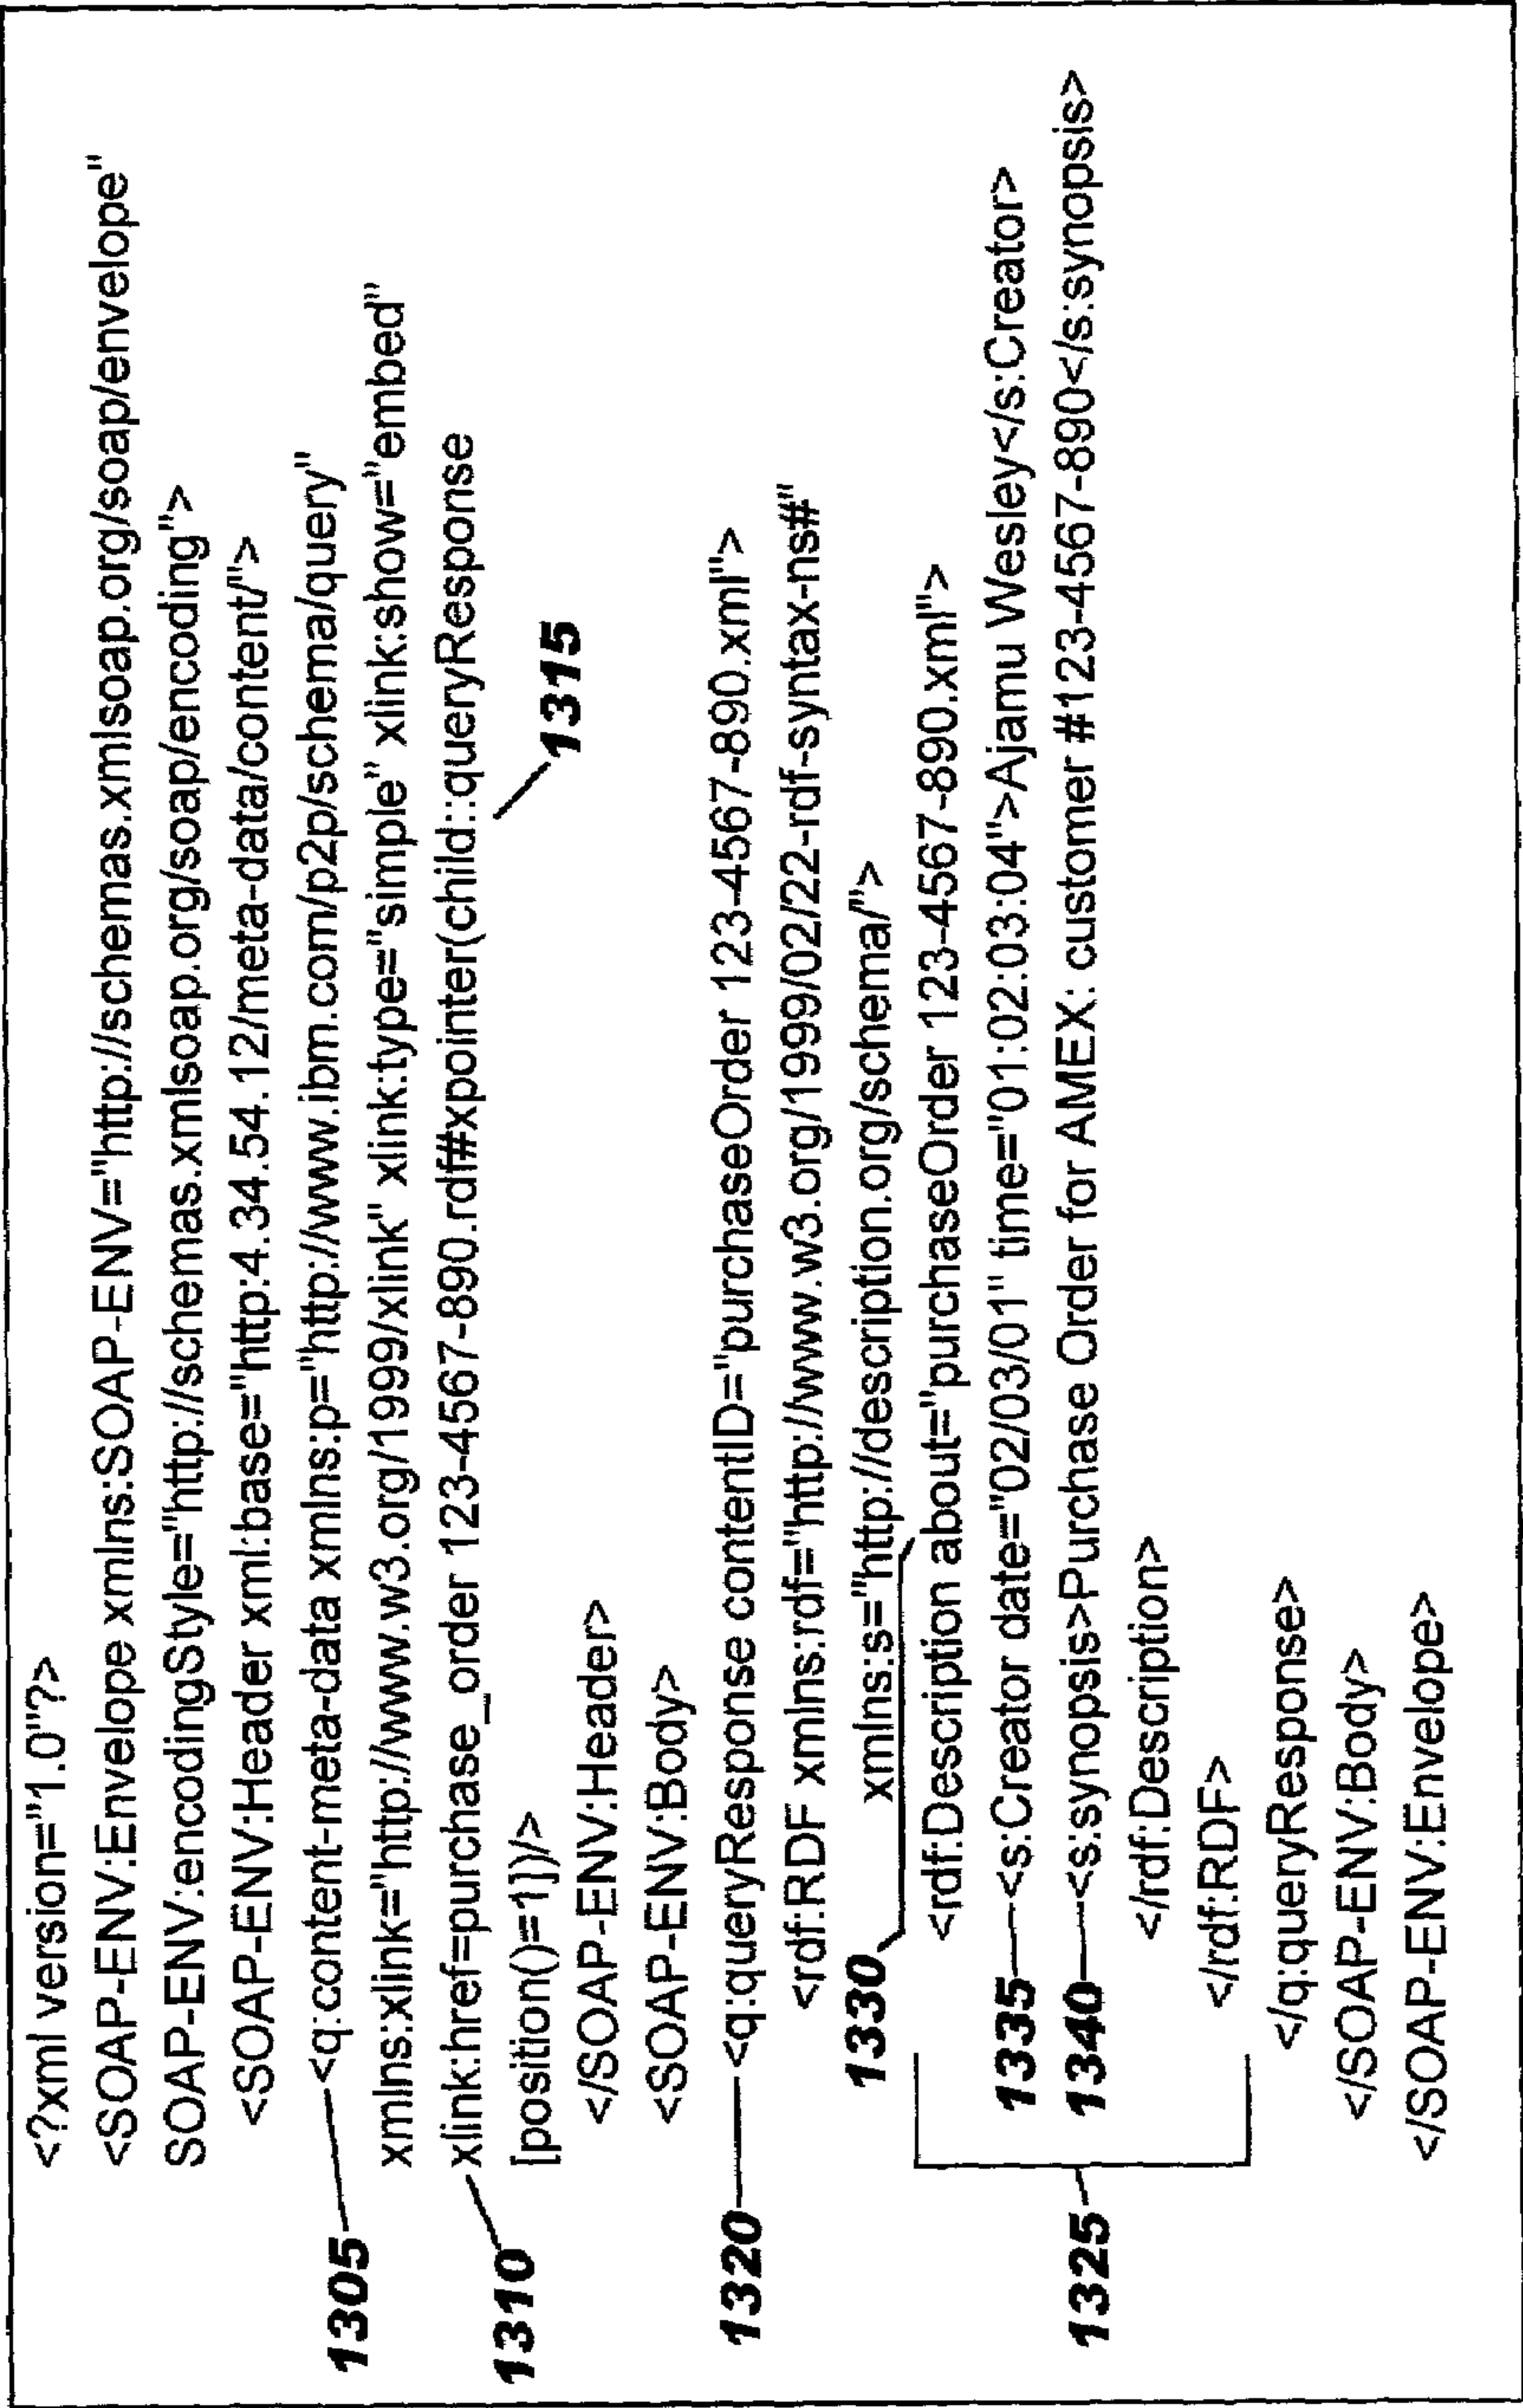 <?xml version="1.0"?>
<SOAP-ENV:Envelope xmlns:SOAP-ENV="http://schemas.xmlsoap.org/soap/envelope"
SOAP-ENV:encodingStyle="http://schemas.xmlsoap.org/soap/encoding">
<SOAP-ENV:Header xml:base="http:4.34.54.12/meta-data/content/">
1305 <q:content-meta-data xmlns:p="http://www.ibm.com/p2p/schema/query"
xmlns:xlink="http://www.w3.org/1999/xlink" xlink:type="simple" xlink:show="embed"
1310 xlink:href=purchase_order 123-4567-890.rdf#xpointer(child::queryResponse
[position()=1])/>
1315
</SOAP-ENV:Header>
<SOAP-ENV:Body>
1320 <q:queryResponse contentID="purchaseOrder 123-4567-890.xml">
<rdf:RDF xmlns:rdf="http://www.w3.org/1999/02/22-rdf-syntax-ns#"
xmlns:s="http://description.org/schema/">
1330
<rdf:Description about="purchaseOrder 123-4567-890.xml">
1335 <s:Creator date="02/03/01" time="01:02:03:04">Ajamu Wesley</s:Creator>
1340 <s:synopsis>Purchase Order for AMEX: customer #123-4567-890</s:synopsis>
1325
</rdf:Description>
</rdf:RDF>
</q:queryResponse>
</SOAP-ENV:Body>
</SOAP-ENV:Envelope>